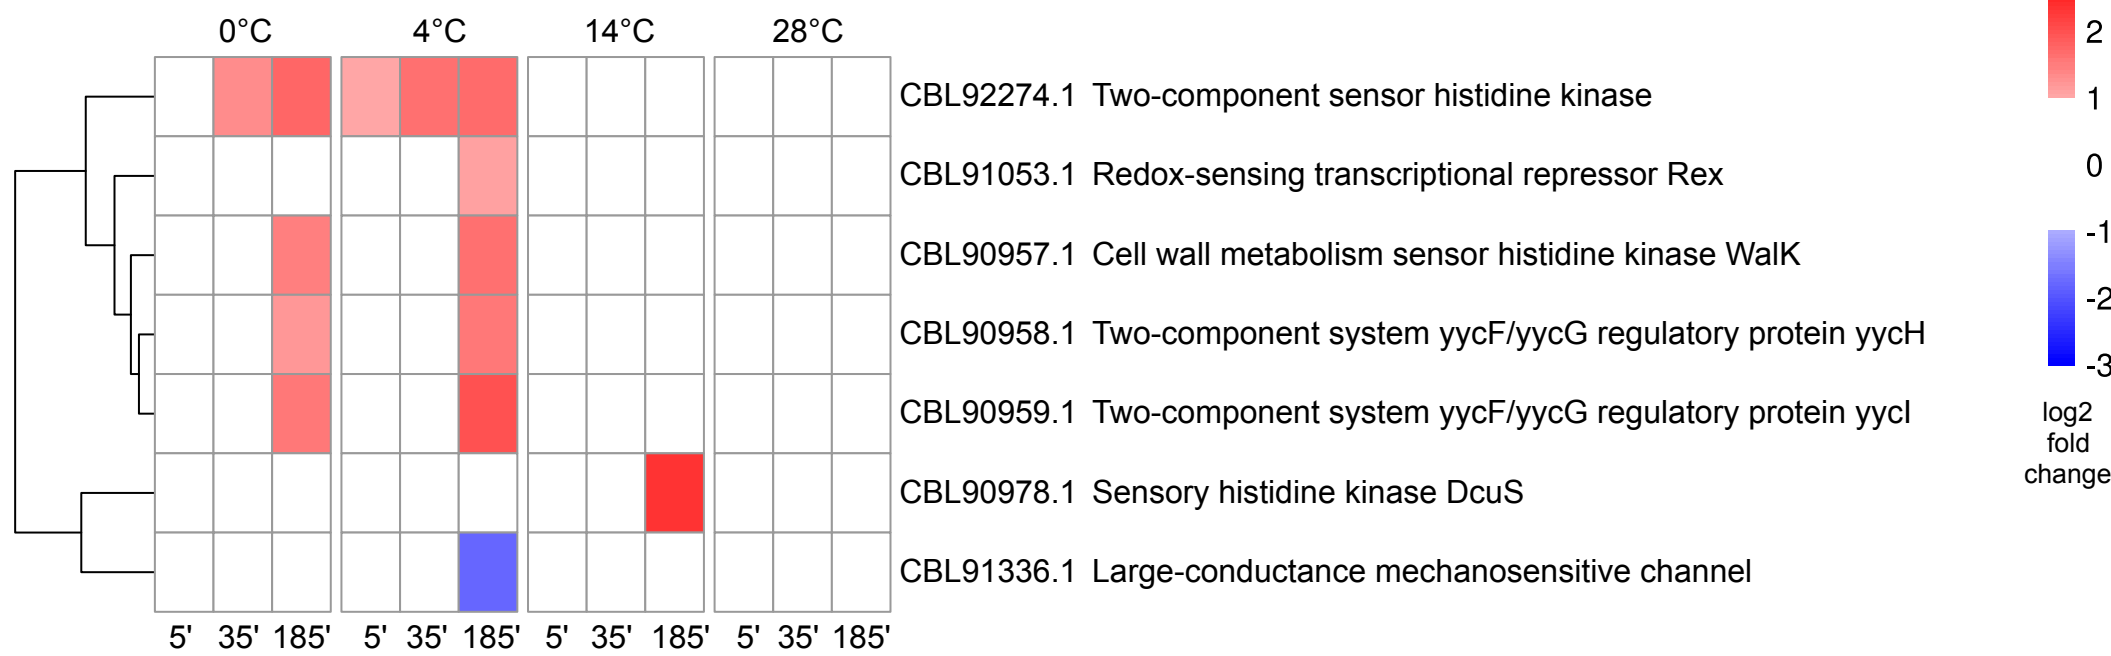 0°C 4°C 14°C 28°C
CBL92274.1 Two-component sensor histidine kinase
CBL91053.1 Redox-sensing transcriptional repressor Rex
CBL90957.1 Cell wall metabolism sensor histidine kinase WalK
CBL90958.1 Two-component system yycF/yycG regulatory protein yycH
CBL90959.1 Two-component system yycF/yycG regulatory protein yycI
CBL90978.1 Sensory histidine kinase DcuS
CBL91336.1 Large-conductance mechanosensitive channel
5' 35' 185' 5' 35' 185' 5' 35' 185' 5' 35' 185'
2
1
0
-1
-2
-3
log2
fold
change